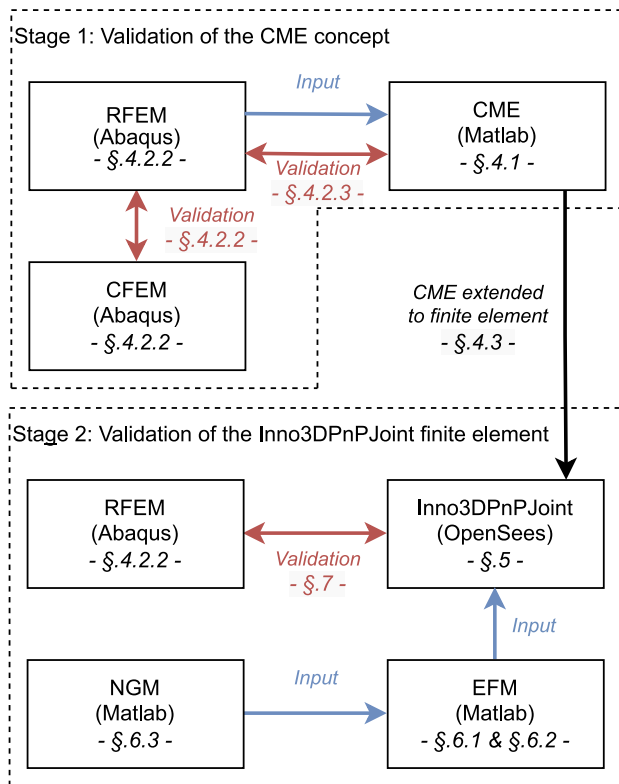 Stage 1: Validation of the CME concept
RFEM
(Abaqus)
- §.4.2.2 -
Input
CME
(Matlab)
- §.4.1 -
Validation
- §.4.2.3 -
Validation
- §.4.2.2 -
CFEM
(Abaqus)
- §.4.2.2 -
CME extended
to finite element
- §.4.3 -
Stage 2: Validation of the Inno3DPnPJoint finite element
RFEM
(Abaqus)
- §.4.2.2 -
Validation
- §.7 -
Inno3DPnPJoint
(OpenSees)
- §.5 -
Input
NGM
(Matlab)
- §.6.3 -
Input
EFM
(Matlab)
- §.6.1 & §.6.2 -